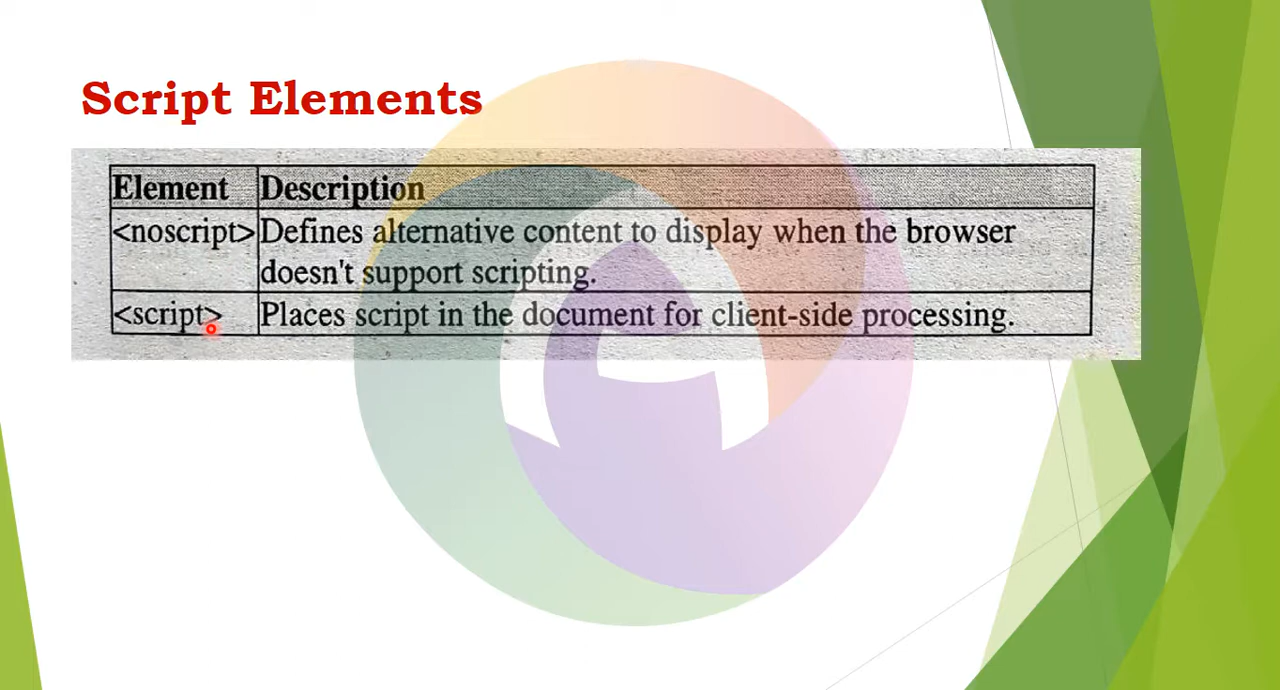 Script Elements
Element Description
<noscript> Defines alternative content to display when the browser
doesn't support scripting.
<script> Places script in the document for client-side processing.